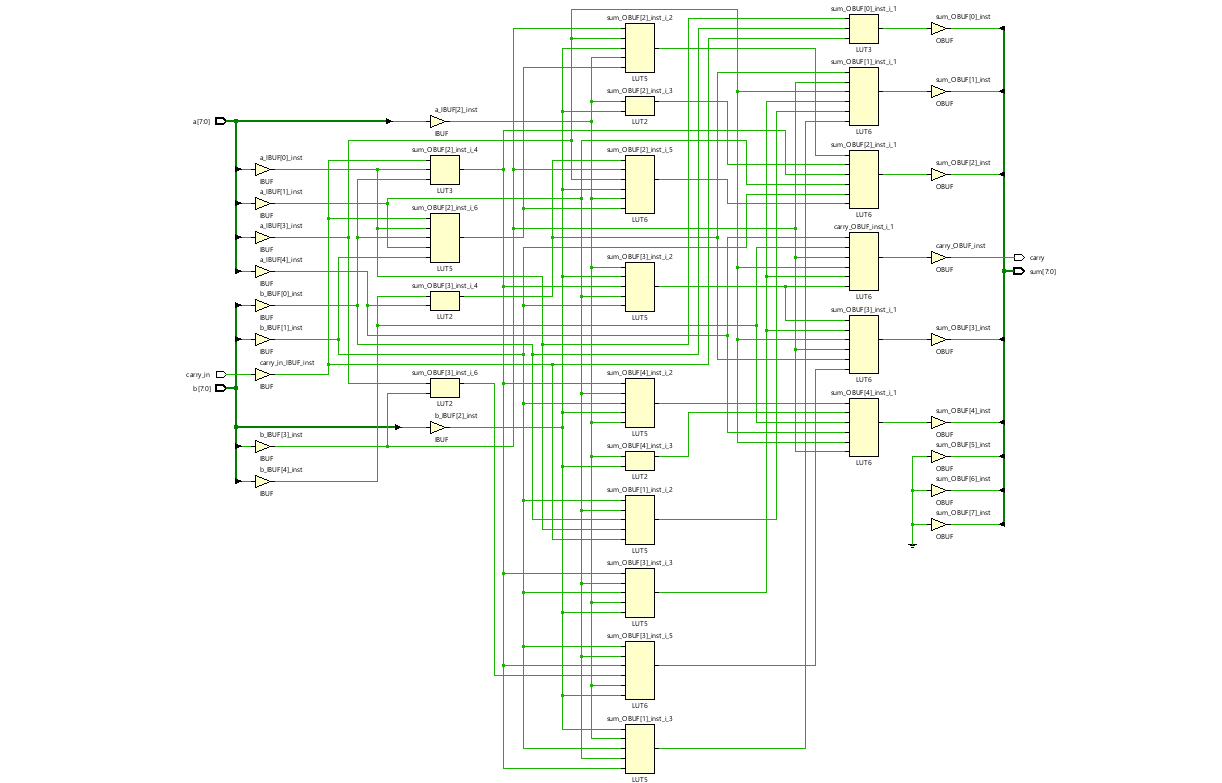 a[7:0]
carry_in
b[7:0]
a_IBUF[0]_inst
IBUF
a_IBUF[1]_inst
IBUF
a_IBUF[3]_inst
IBUF
a_IBUF[4]_inst
IBUF
b_IBUF[0]_inst
IBUF
b_IBUF[1]_inst
IBUF
carry_in_IBUF_inst
IBUF
b_IBUF[3]_inst
IBUF
b_IBUF[4]_inst
IBUF
a_IBUF[2]_inst
IBUF
sum_OBUF[2]_inst_i_4
LUT3
sum_OBUF[2]_inst_i_6
LUT5
sum_OBUF[3]_inst_i_4
LUT2
sum_OBUF[3]_inst_i_6
LUT2
b_IBUF[2]_inst
IBUF
sum_OBUF[2]_inst_i_2
LUT5
sum_OBUF[2]_inst_i_3
LUT2
sum_OBUF[2]_inst_i_5
LUT6
sum_OBUF[3]_inst_i_2
LUT5
sum_OBUF[4]_inst_i_2
LUT5
sum_OBUF[4]_inst_i_3
LUT2
sum_OBUF[1]_inst_i_2
LUT5
sum_OBUF[3]_inst_i_3
LUT5
sum_OBUF[3]_inst_i_5
LUT6
sum_OBUF[1]_inst_i_3
LUT5
sum_OBUF[0]_inst_i_1
LUT3
sum_OBUF[1]_inst_i_1
LUT6
sum_OBUF[2]_inst_i_1
LUT6
carry_OBUF_inst_i_1
LUT6
sum_OBUF[3]_inst_i_1
LUT6
sum_OBUF[4]_inst_i_1
LUT6
sum_OBUF[0]_inst
OBUF
sum_OBUF[1]_inst
OBUF
sum_OBUF[2]_inst
OBUF
carry_OBUF_inst
OBUF
sum_OBUF[3]_inst
OBUF
sum_OBUF[4]_inst
OBUF
sum_OBUF[5]_inst
OBUF
sum_OBUF[6]_inst
OBUF
sum_OBUF[7]_inst
OBUF
carry
sum[7:0]